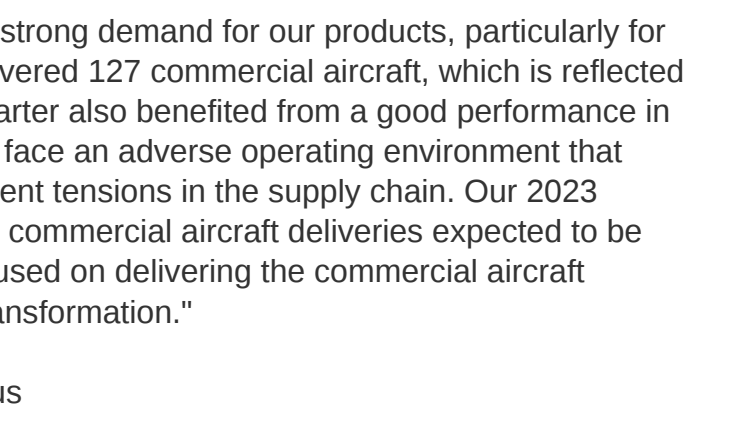 strong demand for our products, particularly for
vered 127 commercial aircraft, which is reflected
arter also benefited from a good performance in
face an adverse operating environment that
ent tensions in the supply chain. Our 2023
commercial aircraft deliveries expected to be
used on delivering the commercial aircraft
ansformation."
us